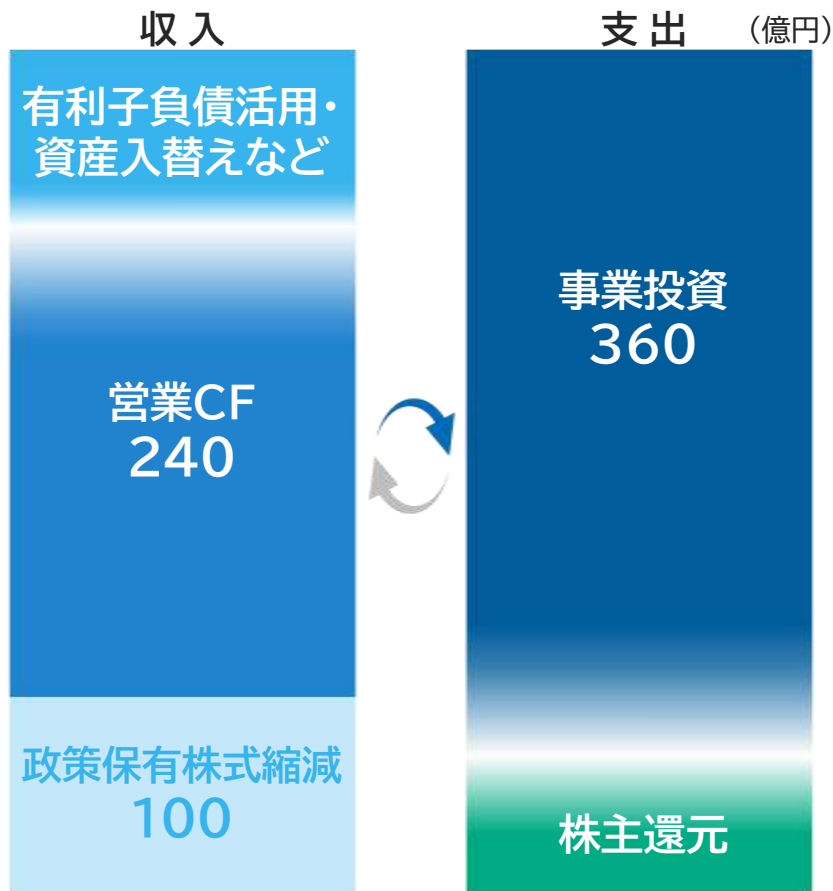 収入
支出 （億円）
有利子負債活用・
資産入替えなど
営業CF
240
政策保有株式縮減
100
事業投資
360
株主還元